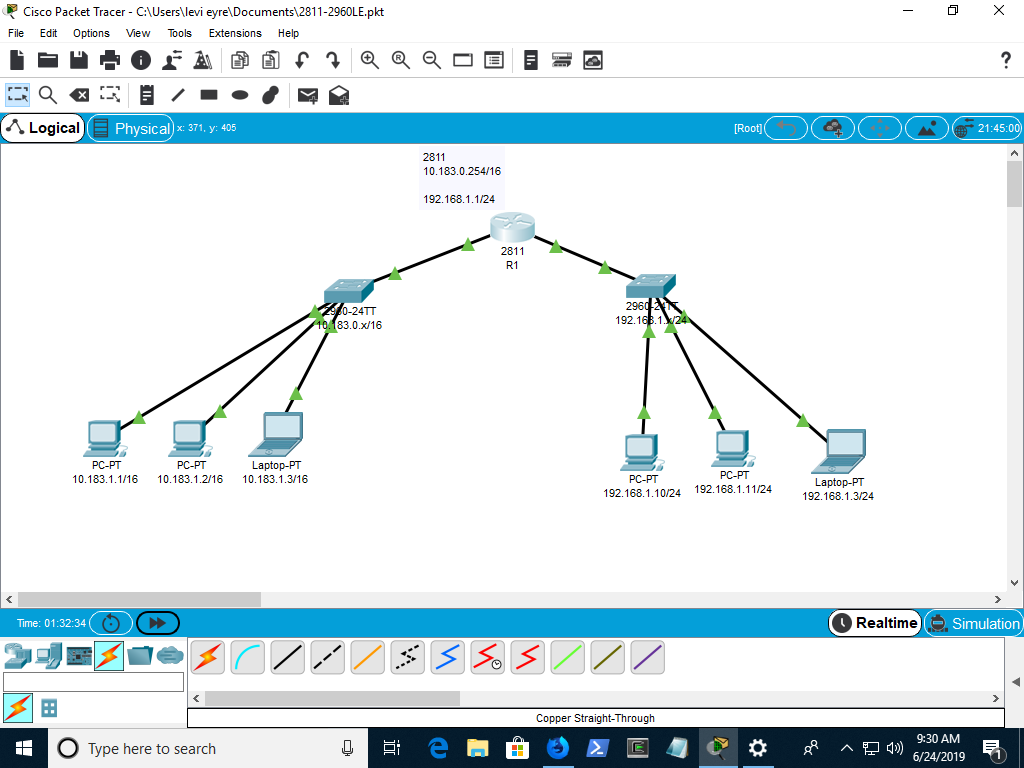 Cisco Packet Tracer - C:\Users\levi eyre\Documents\2811-2960LE.pkt
File Edit Options View Tools Extensions Help
Logical
Physical
x: 371, y: 405
[Root]
21:45:00
2811
10.183.0.254/16
192.168.1.1/24
2811
R1
2960-24TT
10.183.0.x/16
2960-24TT
192.168.1.x/24
PC-PT
10.183.1.1/16
PC-PT
10.183.1.2/16
Laptop-PT
10.183.1.3/16
PC-PT
192.168.1.10/24
PC-PT
192.168.1.11/24
Laptop-PT
192.168.1.3/24
Time: 01:32:34
Realtime
Simulation
Copper Straight-Through
Type here to search
9:30 AM
6/24/2019
1